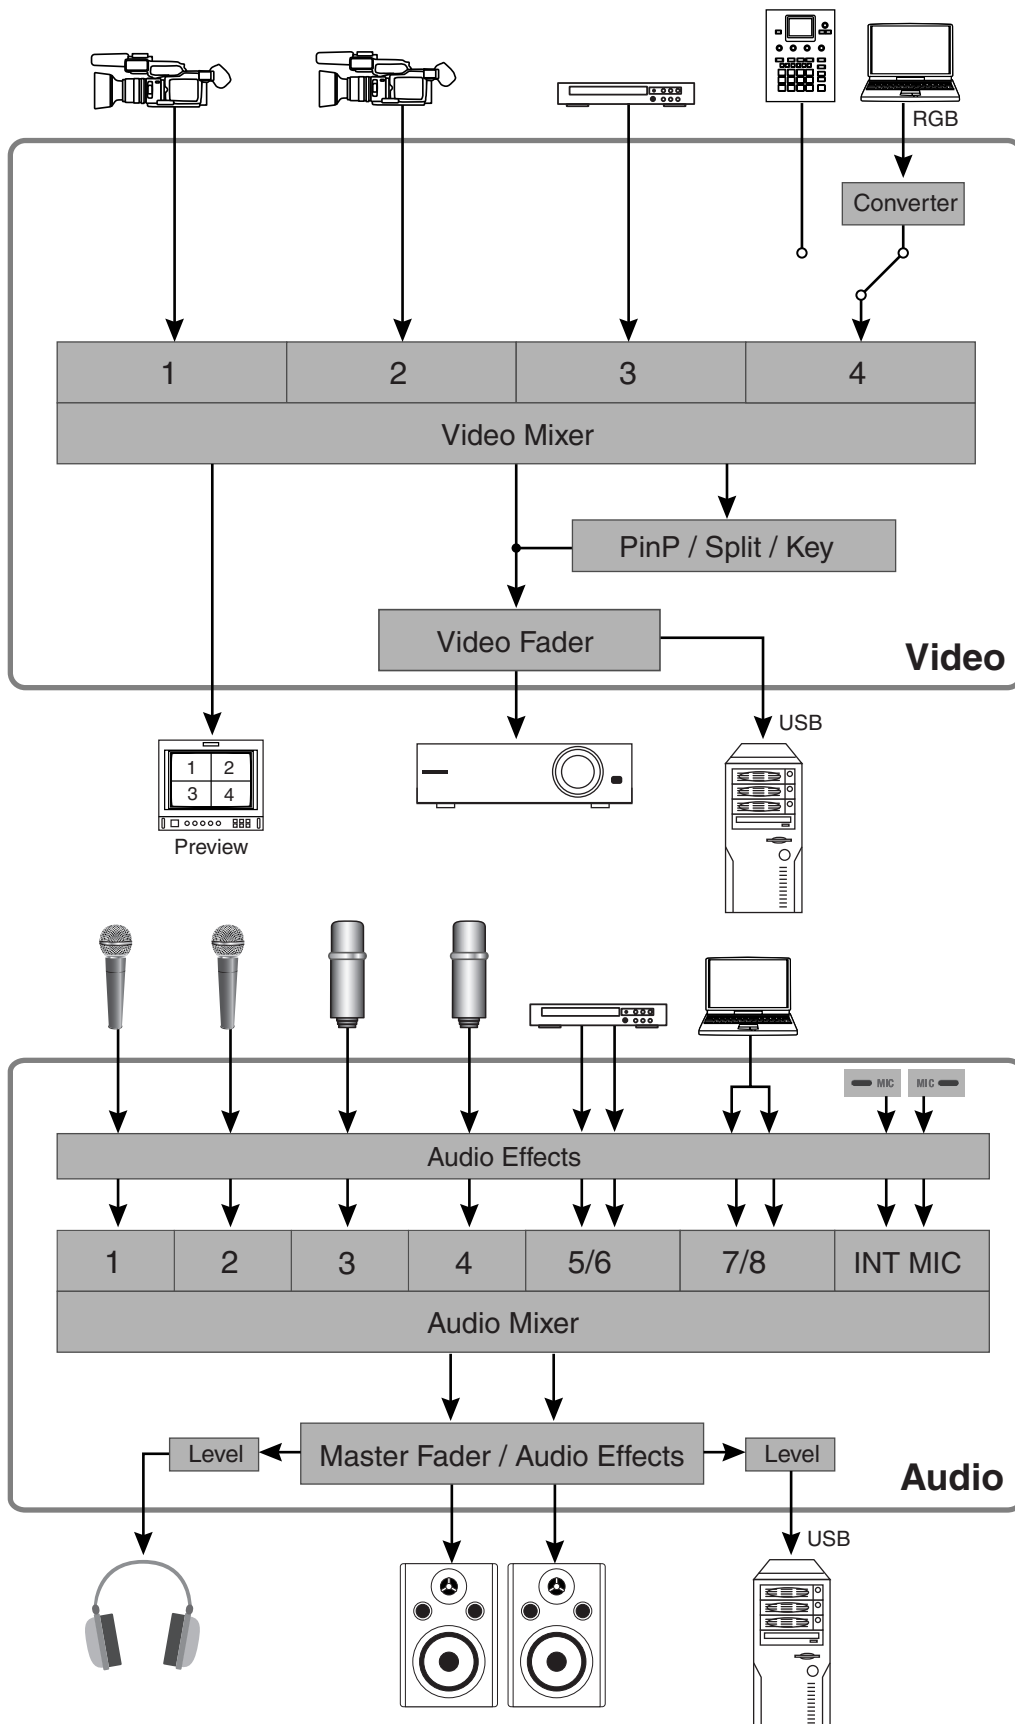 RGB
Converter
1
2
3
4
Video Mixer
PinP / Split / Key
Video Fader
Video
USB
1 2
3 4
Preview
MIC
MIC
Audio Effects
1
2
3
4
5/6
7/8
INT MIC
Audio Mixer
Level
Master Fader / Audio Effects
Level
Audio
USB